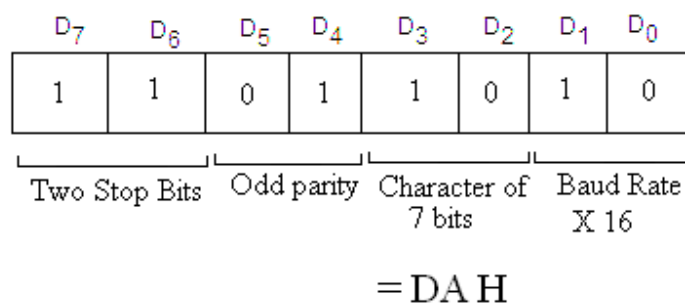 D7 D6 D5 D4 D3 D2 D1 D0
1 1 0 1 1 0 1 0
Two Stop Bits Odd parity Character of Baud Rate
7 bits X 16
= DA H